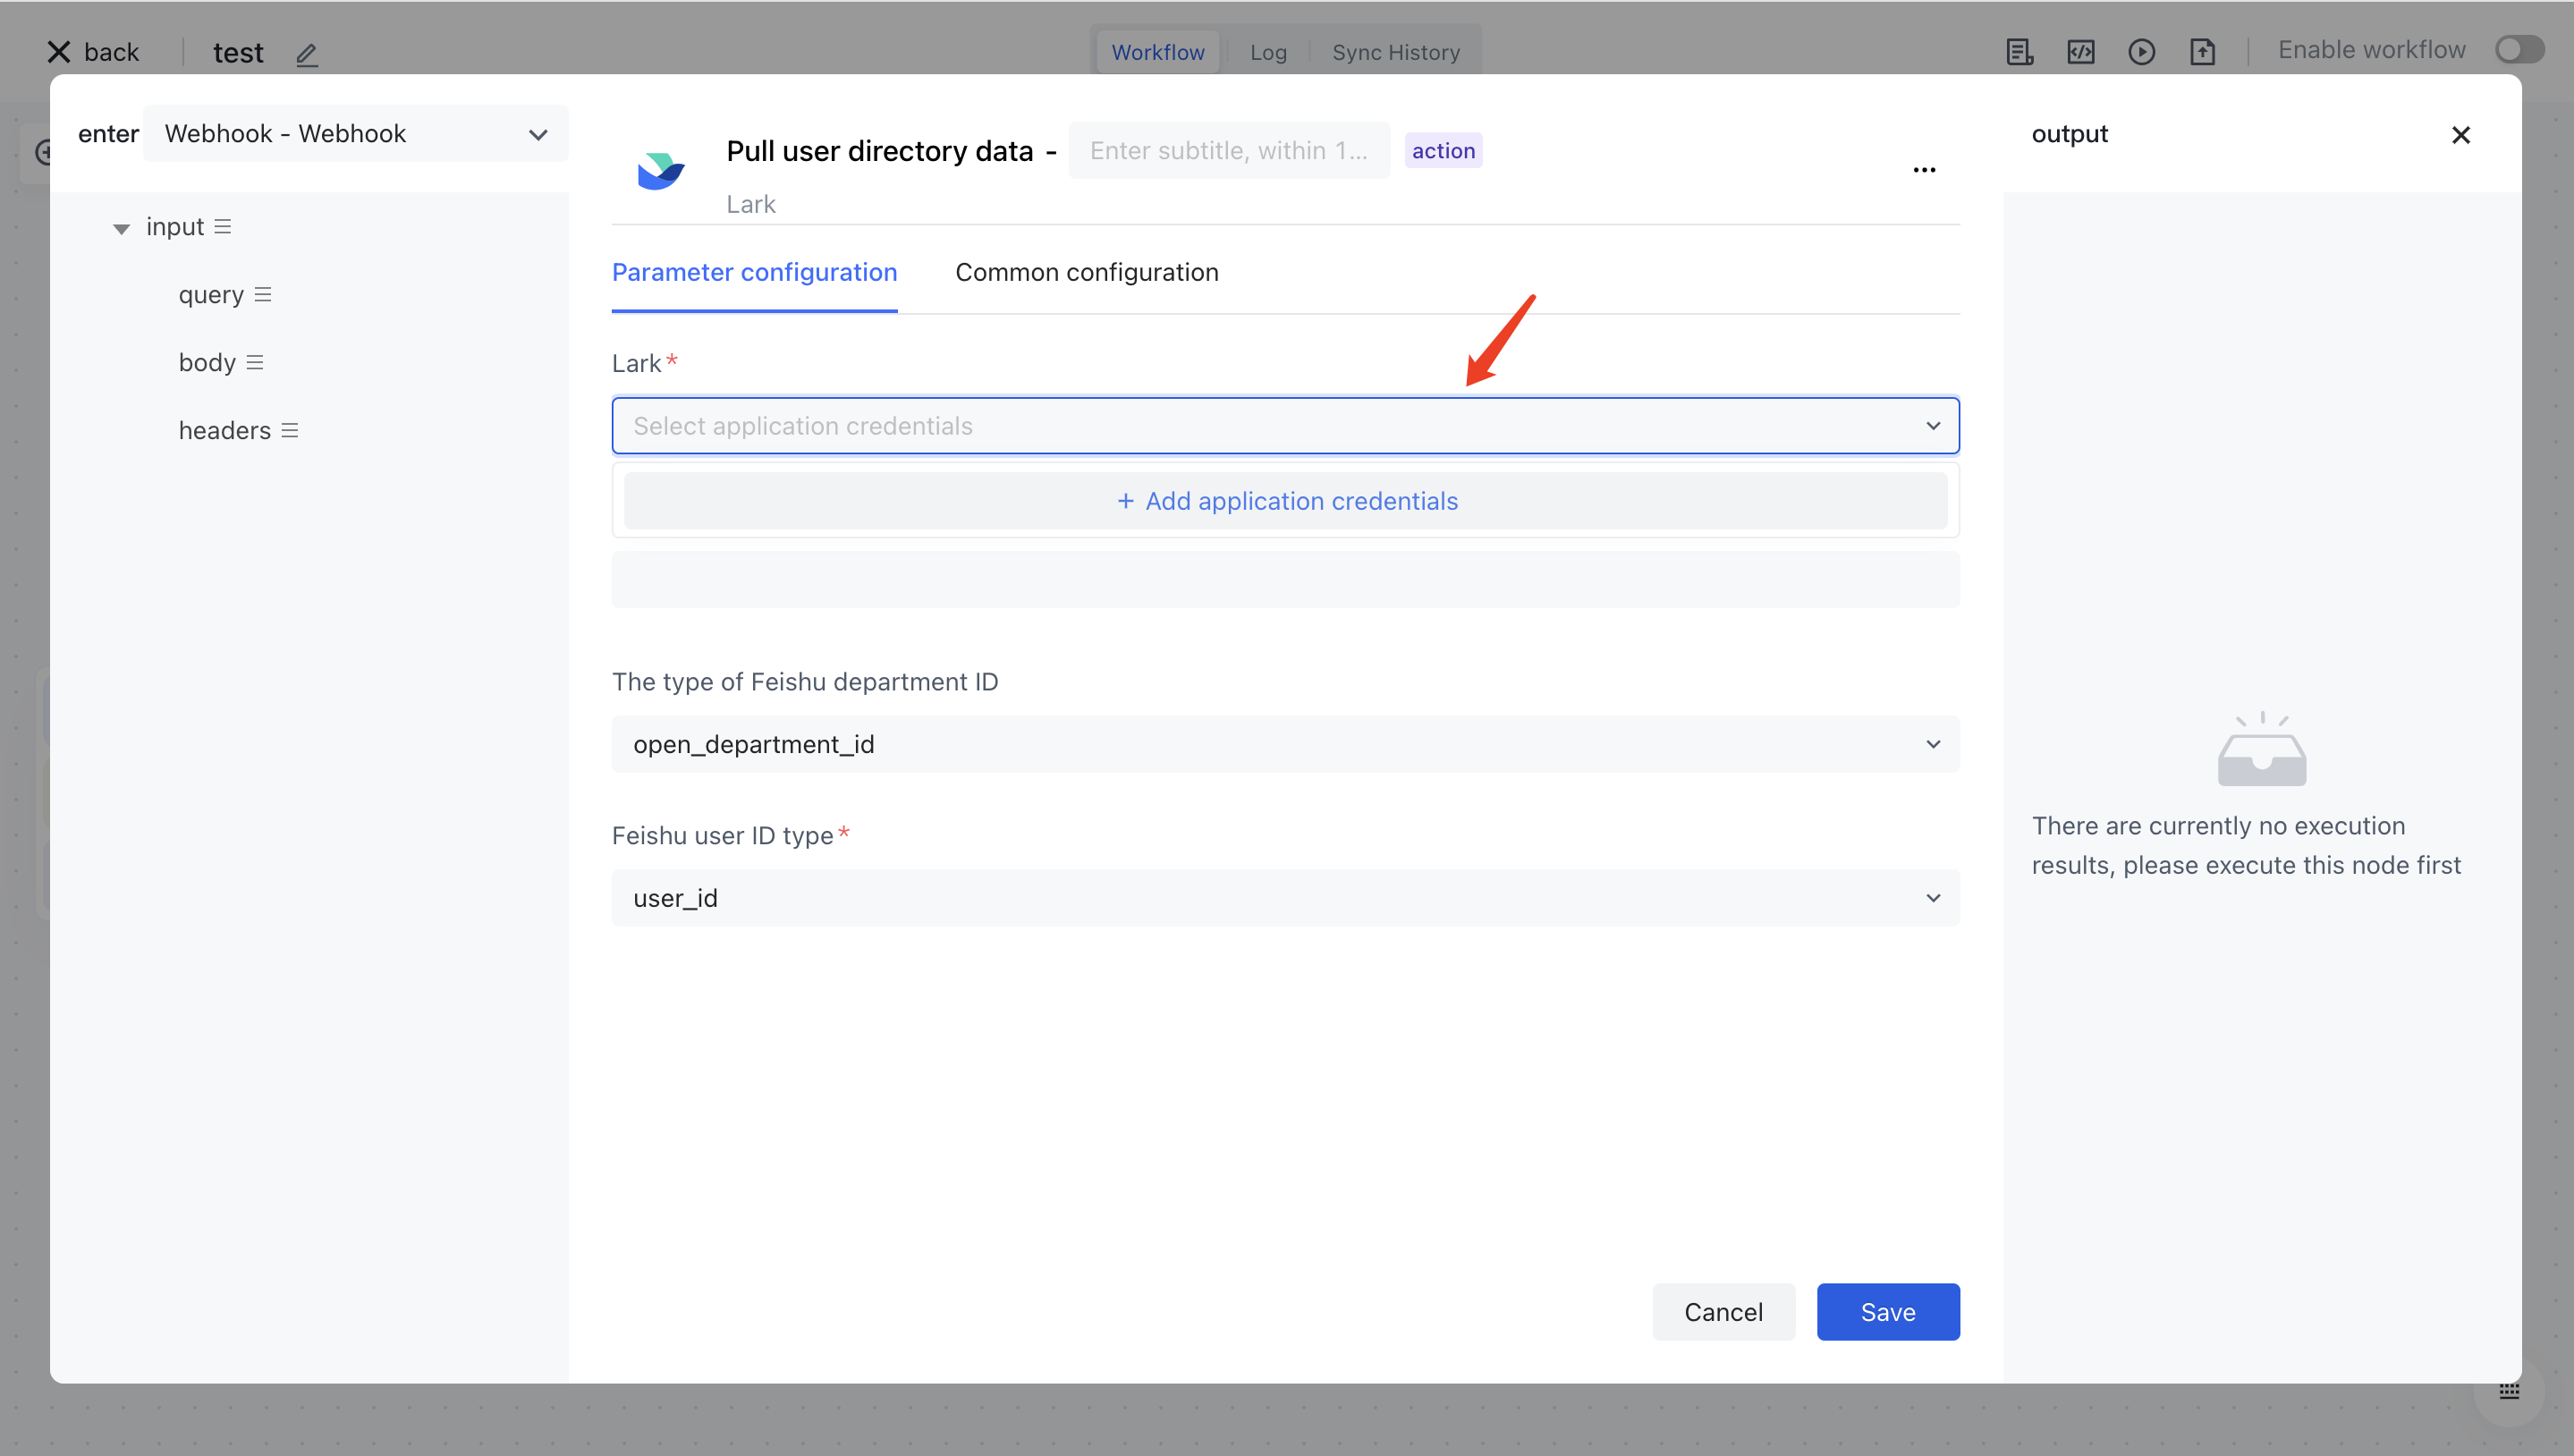 back
test
Workflow
Log
Sync History
Enable workflow
enter
Webhook - Webhook
input
query
body
headers
Pull user directory data -
Enter subtitle, within 1...
action
Lark
Parameter configuration
Common configuration
Lark*
Select application credentials
+ Add application credentials
The type of Feishu department ID
open_department_id
Feishu user ID type*
user_id
Cancel
Save
output
There are currently no execution
results, please execute this node first